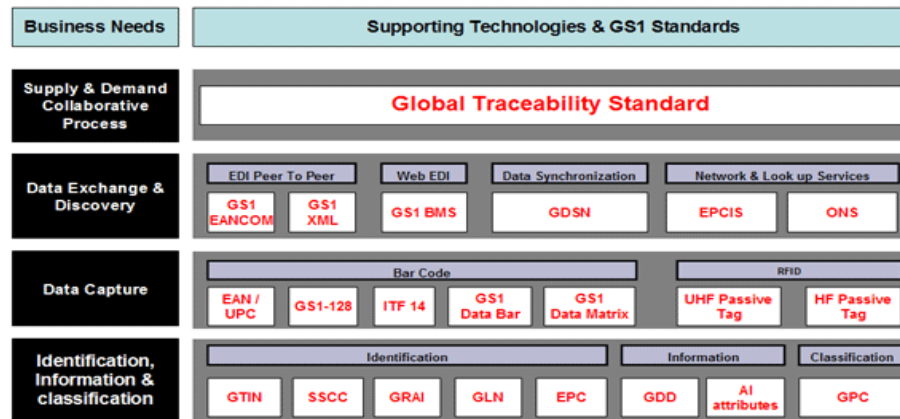 Business Needs
Supporting Technologies & GS1 Standards
Supply & Demand
Collaborative
Process
Global Traceability Standard
Data Exchange &
Discovery
EDI Peer To Peer
Web EDI
Data Synchronization
Network & Look up Services
GS1
EANCOM
GS1
XML
GS1 BMS
GDSN
EPCIS
ONS
Data Capture
Bar Code
RFID
EAN /
UPC
GS1-128
ITF 14
GS1
Data Bar
GS1
Data Matrix
UHF Passive
Tag
HF Passive
Tag
Identification,
Information &
classification
Identification
Information
Classification
GTIN
SSCC
GRAI
GLN
EPC
GDD
AI
attributes
GPC